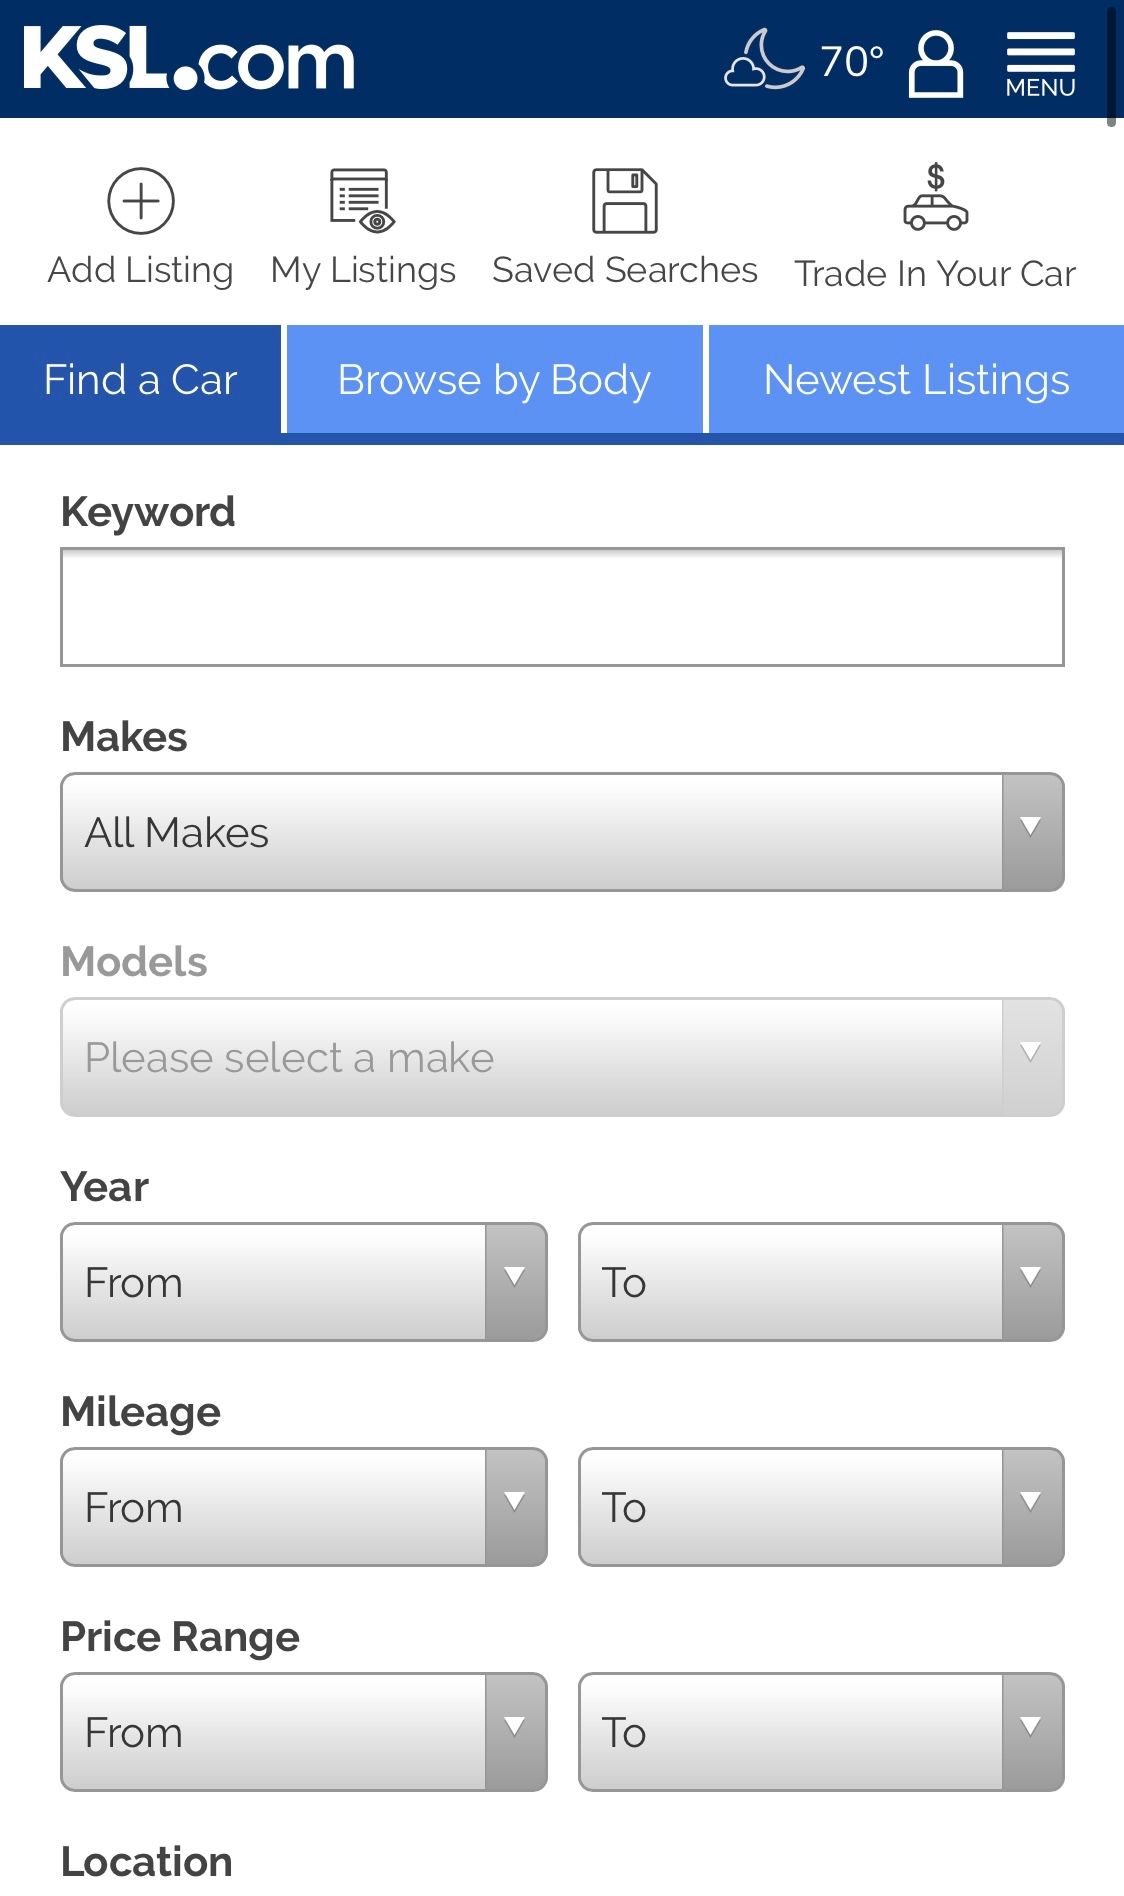 KSL.com 70° MENU
Add Listing My Listings Saved Searches Trade In Your Car
Find a Car Browse by Body Newest Listings
Keyword
Makes
All Makes
Models
Please select a make
Year
From To
Mileage
From To
Price Range
From To
Location